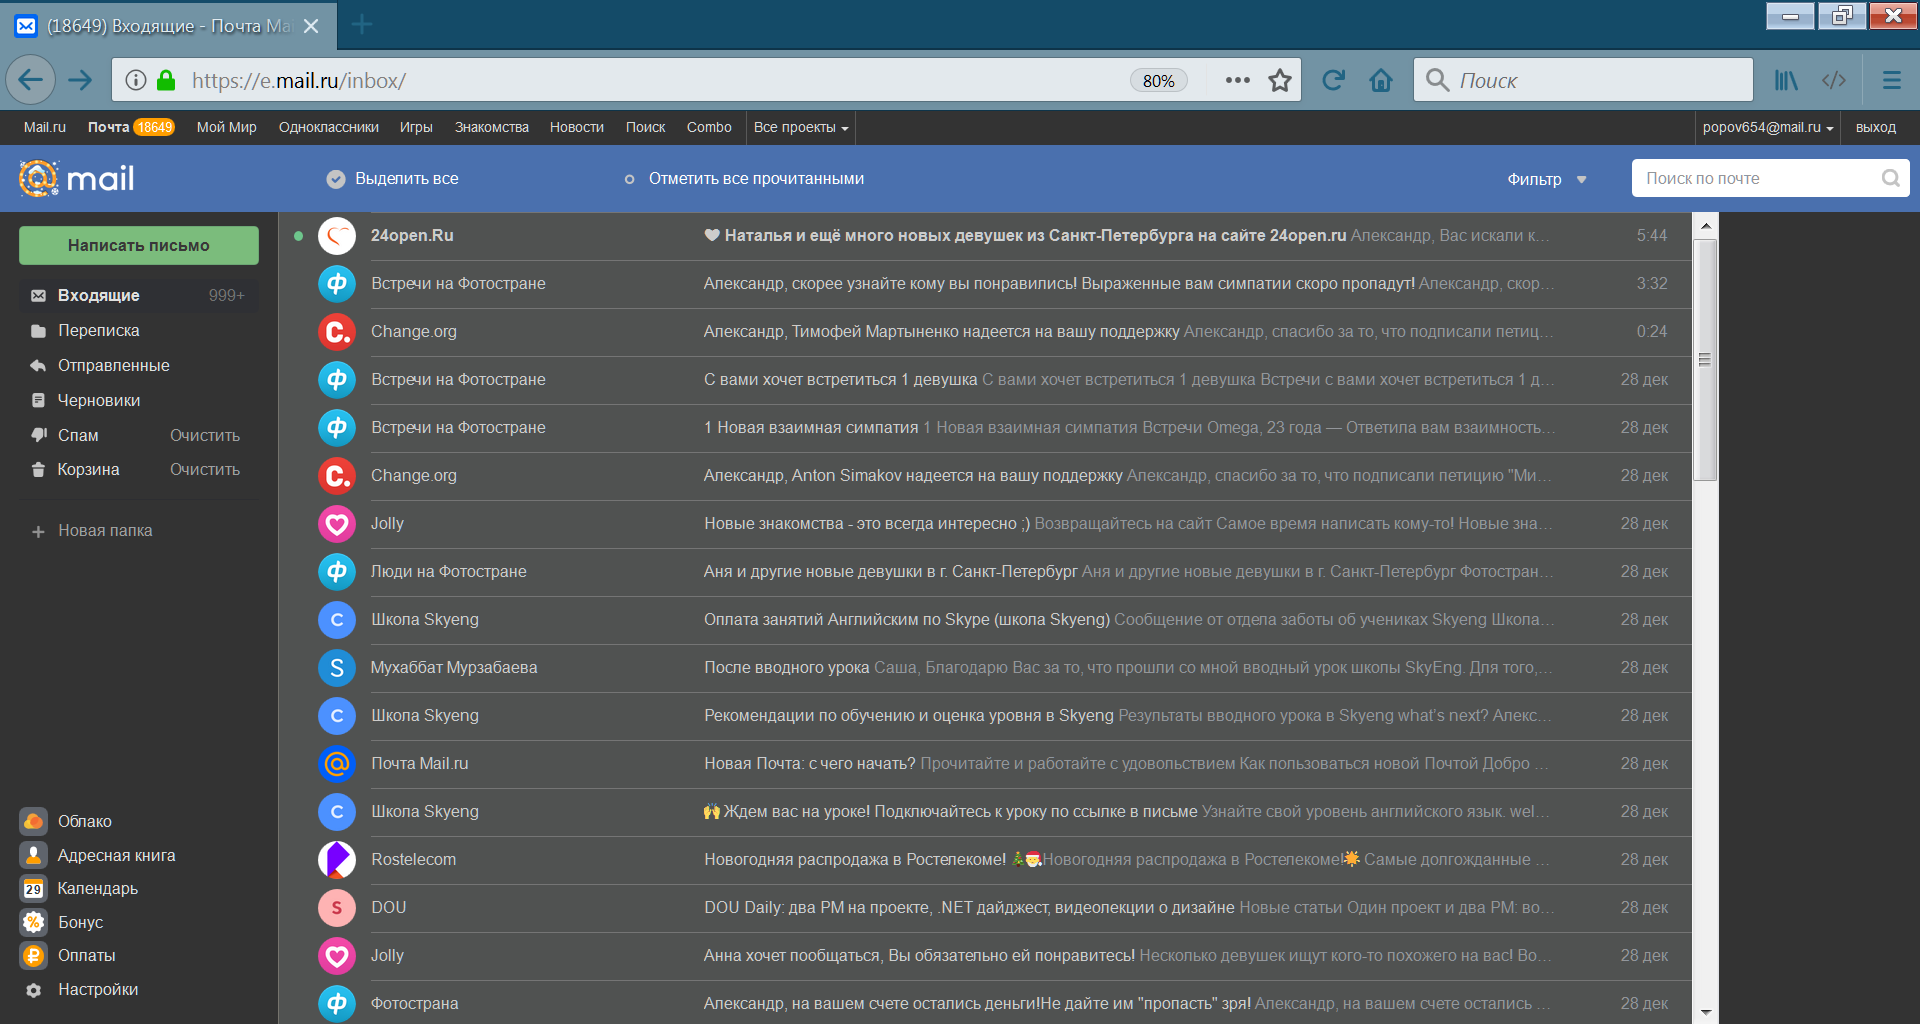 (18649) Входящие - Почта Ma
https://e.mail.ru/inbox/ 80% Поиск
Mail.ru Почта 18649 Мой Мир Одноклассники Игры Знакомства Новости Поиск Combo Все проекты popov654@mail.ru выход
mail Выделить все Отметить все прочитанными Фильтр Поиск по почте
Написать письмо
Входящие 999+
Переписка
Отправленные
Черновики
Спам Очистить
Корзина Очистить
Новая папка
Облако
Адресная книга
29 Календарь
Бонус
Оплаты
Настройки
24open.Ru Наталья и ещё много новых девушек из Санкт-Петербурга на сайте 24open.ru Александр, Вас искали к… 5:44
Встречи на Фотостране Александр, скорее узнайте кому вы понравились! Выраженные вам симпатии скоро пропадут! Александр, скор… 3:32
Change.org Александр, Тимофей Мартыненко надеется на вашу поддержку Александр, спасибо за то, что подписали петиц… 0:24
Встречи на Фотостране С вами хочет встретиться 1 девушка С вами хочет встретиться 1 девушка Встречи с вами хочет встретиться 1 д… 28 дек
Встречи на Фотостране 1 Новая взаимная симпатия 1 Новая взаимная симпатия Встречи Omega, 23 года — Ответила вам взаимность… 28 дек
Change.org Александр, Anton Simakov надеется на вашу поддержку Александр, спасибо за то, что подписали петицию "Ми… 28 дек
Jolly Новые знакомства - это всегда интересно ;) Возвращайтесь на сайт Самое время написать кому-то! Новые зна… 28 дек
Люди на Фотостране Аня и другие новые девушки в г. Санкт-Петербург Аня и другие новые девушки в г. Санкт-Петербург Фотостран… 28 дек
С Школа Skyeng Оплата занятий Английским по Skype (школа Skyeng) Сообщение от отдела заботы об учениках Skyeng Школа… 28 дек
S Мухаббат Мурзабаева После вводного урока Саша, Благодарю Вас за то, что прошли со мной вводный урок школы SkyEng. Для того,… 28 дек
С Школа Skyeng Рекомендации по обучению и оценка уровня в Skyeng Результаты вводного урока в Skyeng what's next? Алекс… 28 дек
Почта Mail.ru Новая Почта: с чего начать? Прочитайте и работайте с удовольствием Как пользоваться новой Почтой Добро … 28 дек
С Школа Skyeng 🙌 Ждем вас на уроке! Подключайтесь к уроку по ссылке в письме Узнайте свой уровень английского язык. wel… 28 дек
Rostelecom Новогодняя распродажа в Ростелекоме! 🎄🎅Новогодняя распродажа в Ростелекоме!🌟 Самые долгожданные … 28 дек
S DOU DOU Daily: два PM на проекте, .NET дайджест, видеолекции о дизайне Новые статьи Один проект и два PM: во… 28 дек
Jolly Анна хочет пообщаться, Вы обязательно ей понравитесь! Несколько девушек ищут кого-то похожего на вас! Во… 28 дек
Фотострана Александр, на вашем счете остались деньги!Не дайте им "пропасть" зря! Александр, на вашем счете остались … 28 дек